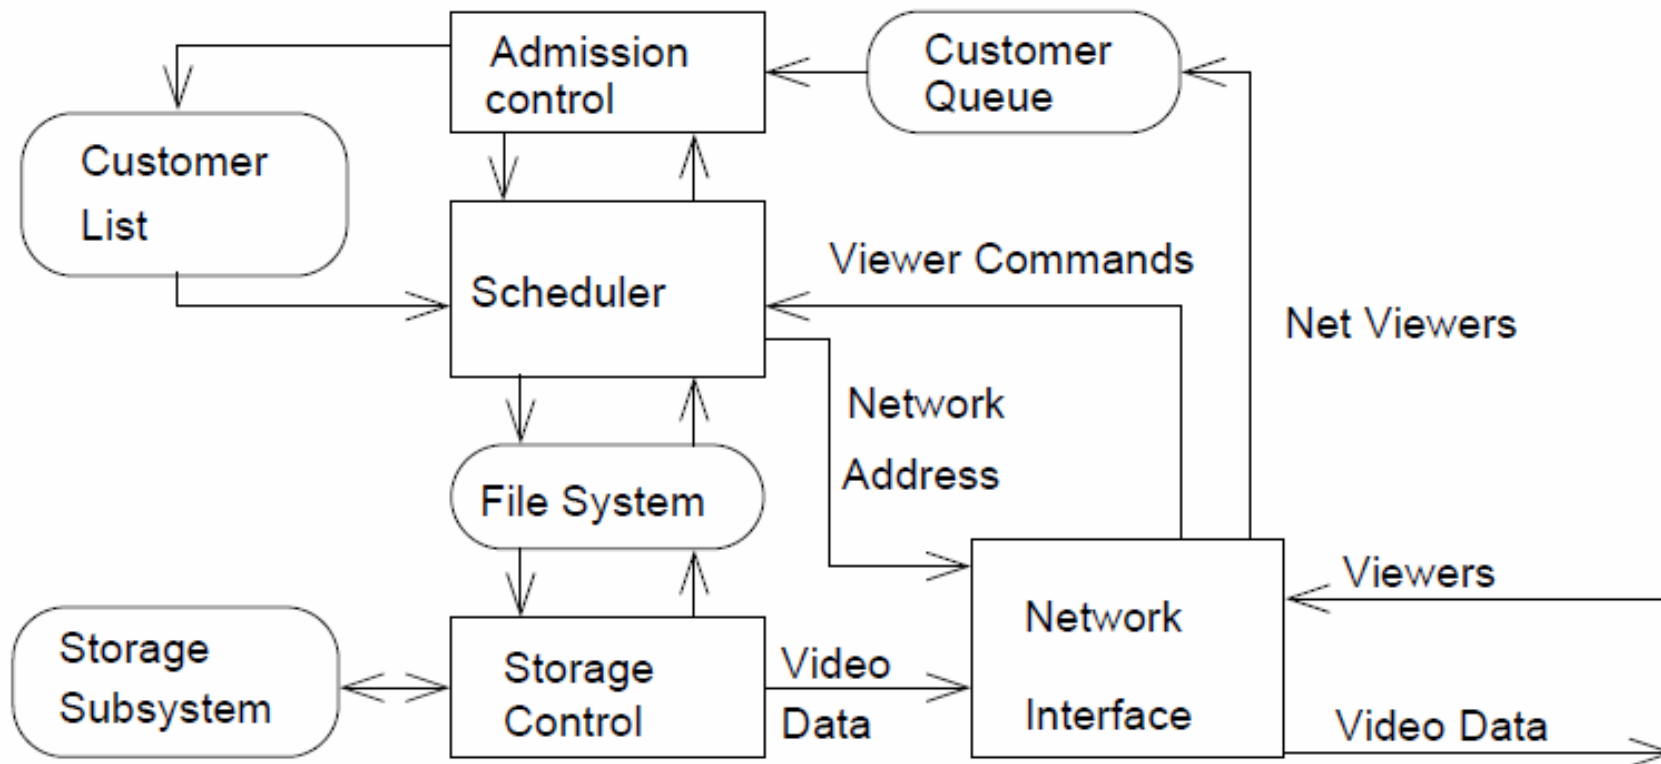 Admission
control
Customer
Queue
Customer
List
Viewer Commands
Scheduler
Net Viewers
Network
Address
File System
Viewers
Network
Interface
Storage
Subsystem
Storage
Control
Video
Data
Video Data